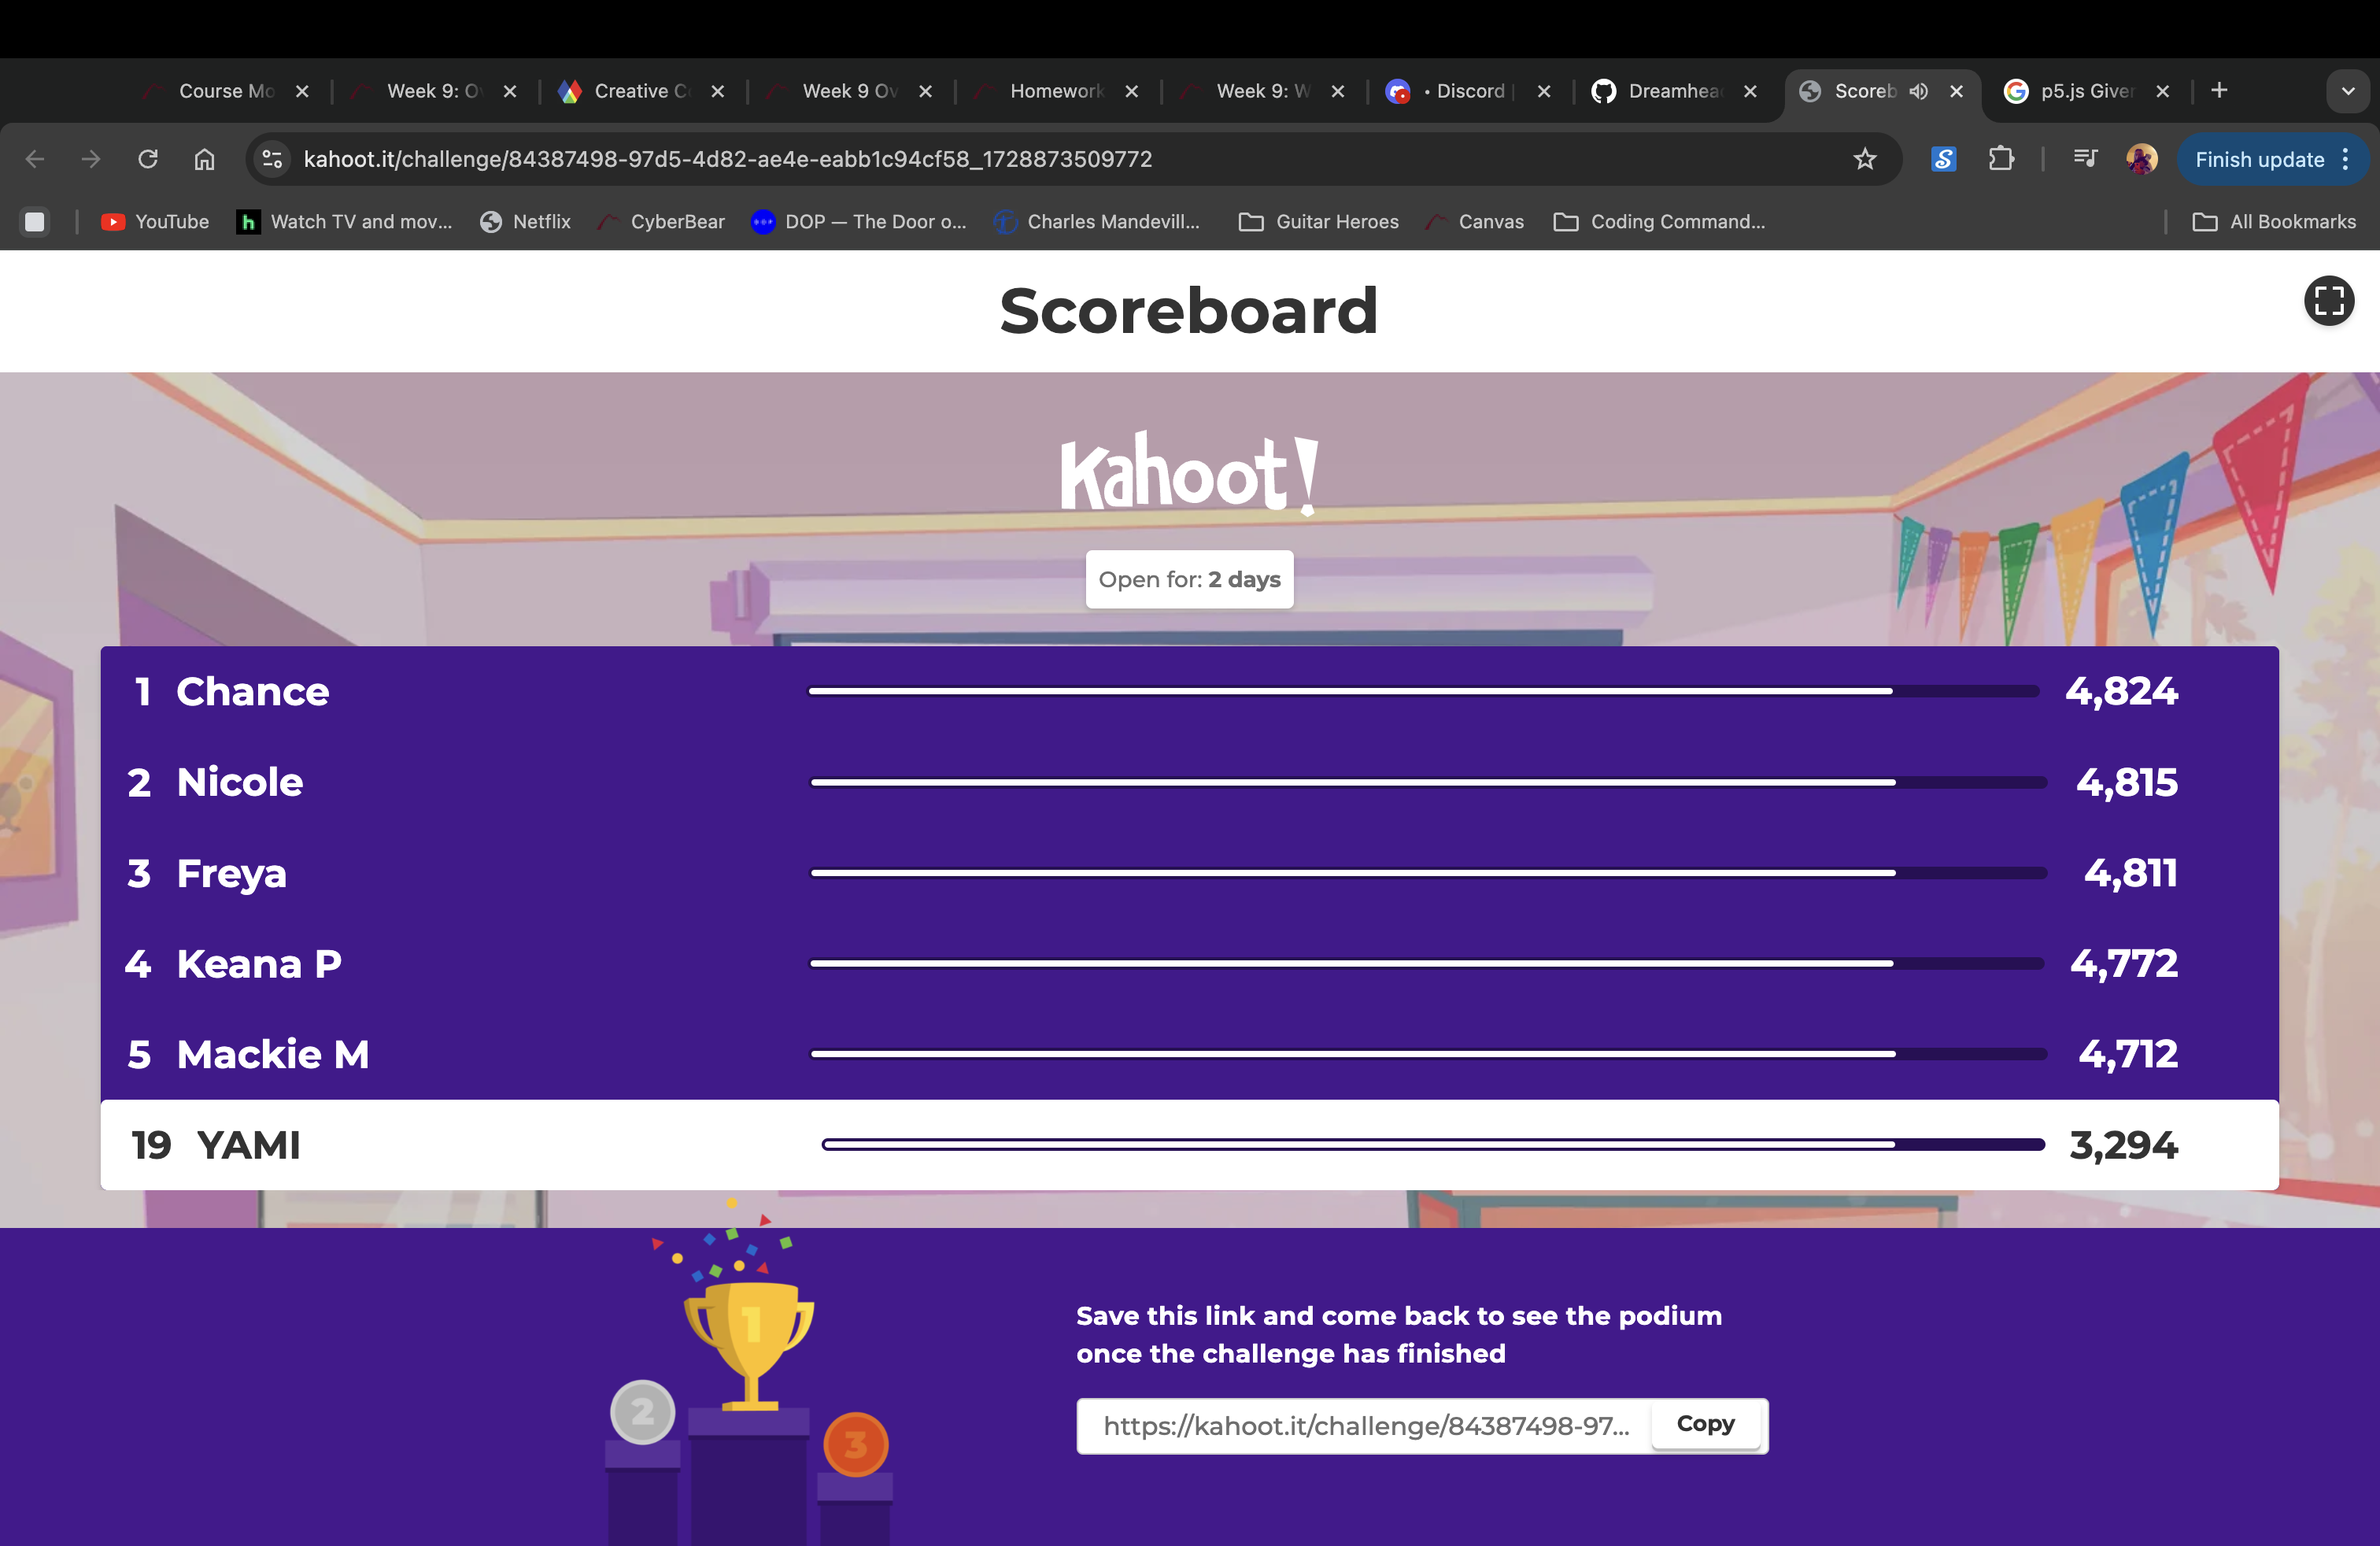 Course Mo
Week 9: O
Creative C
Week 9 Ov
Homework
Week 9: W
• Discord |
Dreamhea
Scoreb
p5.js Giver
kahoot.it/challenge/84387498-97d5-4d82-ae4e-eabb1c94cf58_1728873509772
Finish update
YouTube
Watch TV and mov...
Netflix
CyberBear
DOP — The Door o...
Charles Mandevill...
Guitar Heroes
Canvas
Coding Command...
All Bookmarks
Scoreboard
Kahoot!
Open for: 2 days
1 Chance 4,824
2 Nicole 4,815
3 Freya 4,811
4 Keana P 4,772
5 Mackie M 4,712
19 YAMI 3,294
1
2
3
Save this link and come back to see the podium
once the challenge has finished
https://kahoot.it/challenge/84387498-97...
Copy